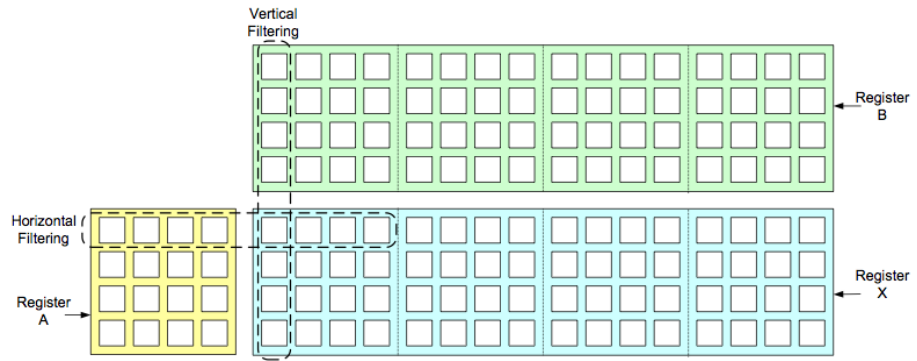 Vertical
Filtering
Register
B
Horizontal
Filtering
Register
A
Register
X